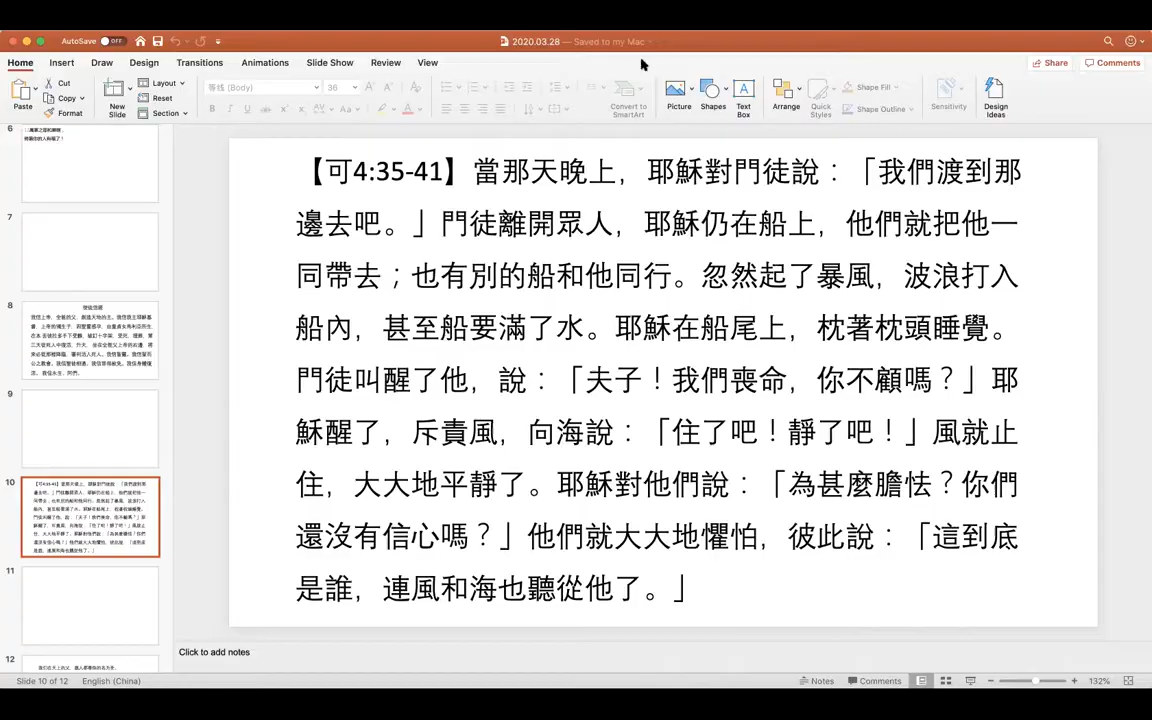 AutoSave OFF
2020.03.28 — Saved to my Mac
Home Insert Draw Design Transitions Animations Slide Show Review View Share Comments
Paste Cut Copy Format New Slide Layout Reset Section 等线 (Body) 36 Convert to SmartArt Picture Shapes Text Box Arrange Quick Styles Shape Fill Shape Outline Sensitivity Design Ideas
6
7
8
9
10
11
12
【可4:35-41】當那天晚上，耶穌對門徒說：「我們渡到那
邊去吧。」門徒離開眾人，耶穌仍在船上，他們就把他一
同帶去；也有別的船和他同行。忽然起了暴風，波浪打入
船內，甚至船要滿了水。耶穌在船尾上，枕著枕頭睡覺。
門徒叫醒了他，說：「夫子！我們喪命，你不顧嗎？」耶
穌醒了，斥責風，向海說：「住了吧！靜了吧！」風就止
住，大大地平靜了。耶穌對他們說：「為甚麼膽怯？你們
還沒有信心嗎？」他們就大大地懼怕，彼此說：「這到底
是誰，連風和海也聽從他了。」
Click to add notes
Slide 10 of 12 English (China) Notes Comments 132%